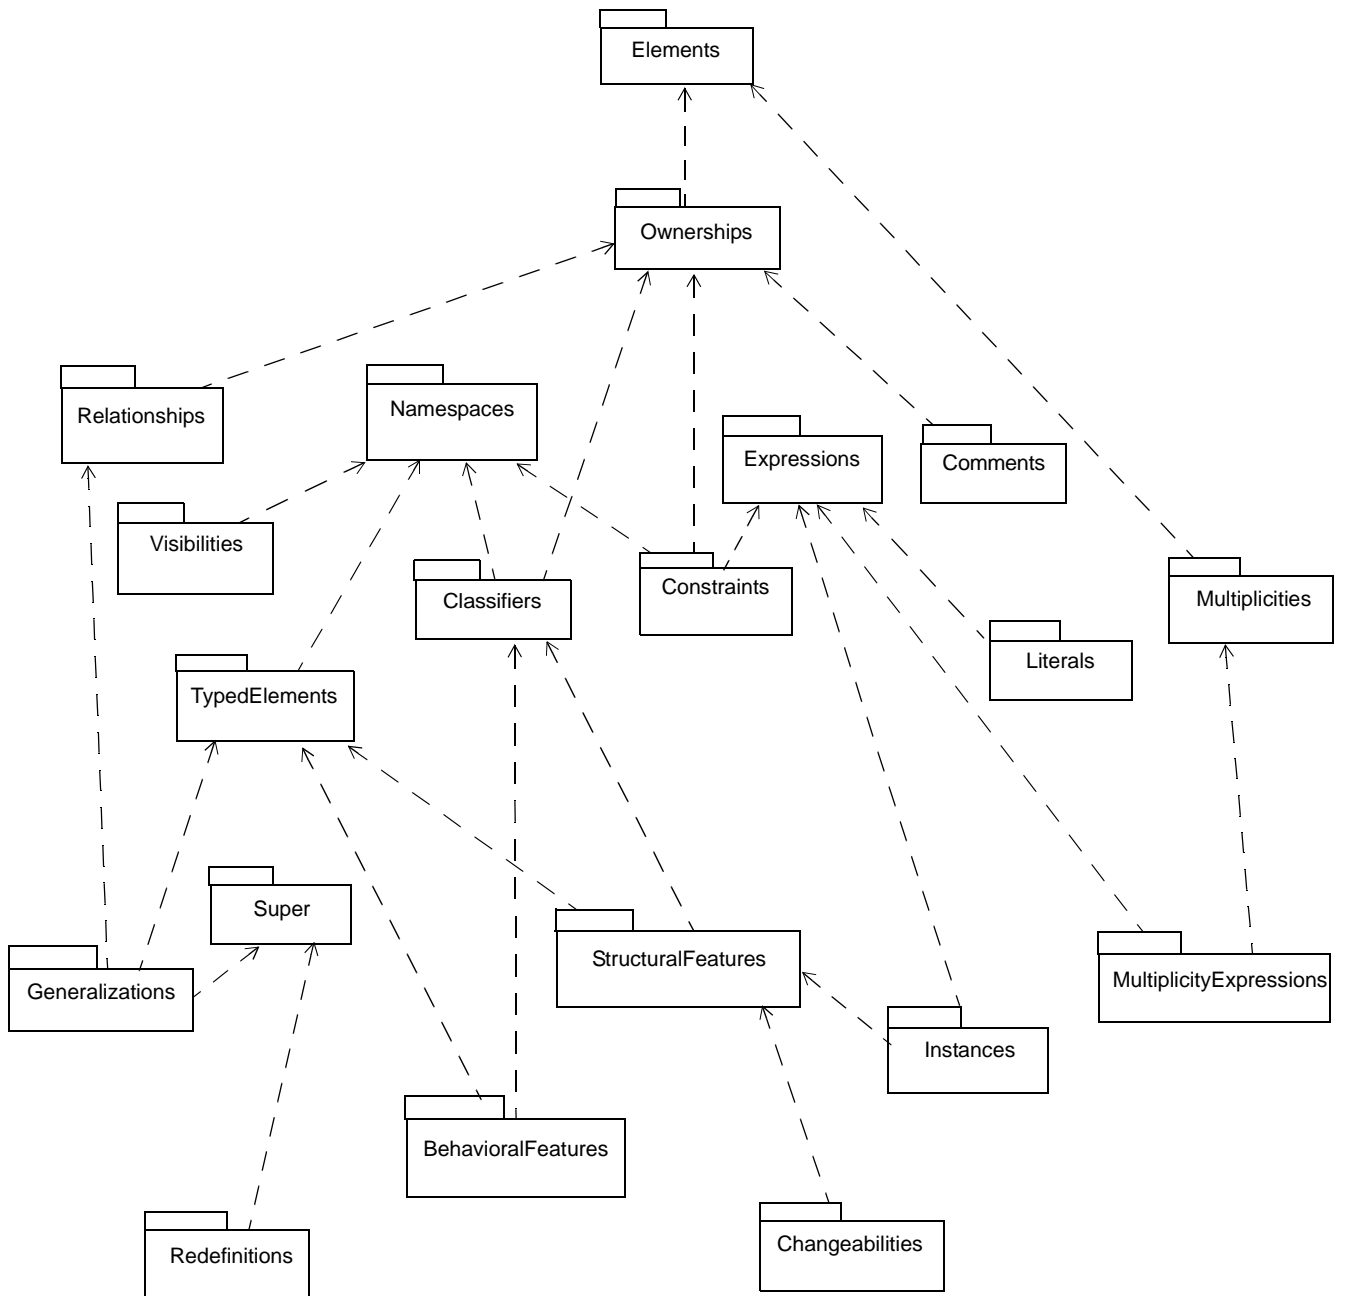 Elements
Ownerships
Relationships
Namespaces
Expressions
Comments
Visibilities
Classifiers
Constraints
Multiplicities
Literals
TypedElements
Super
StructuralFeatures
Generalizations
MultiplicityExpressions
Instances
BehavioralFeatures
Redefinitions
Changeabilities